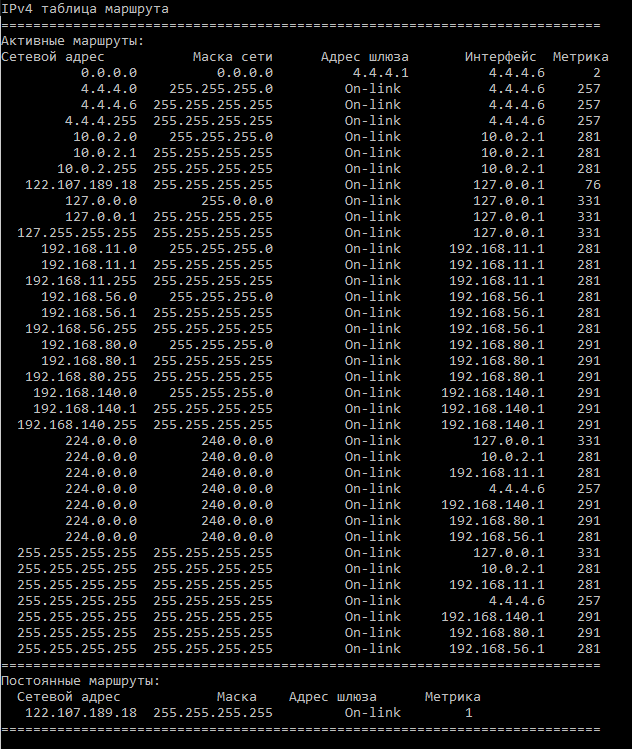 IPv4 таблица маршрута
===========================================================================
Активные маршруты:
Сетевой адрес           Маска сети      Адрес шлюза       Интерфейс  Метрика
          0.0.0.0          0.0.0.0          4.4.4.1          4.4.4.6      2
          4.4.4.0    255.255.255.0         On-link           4.4.4.6    257
          4.4.4.6  255.255.255.255         On-link           4.4.4.6    257
        4.4.4.255  255.255.255.255         On-link           4.4.4.6    257
         10.0.2.0    255.255.255.0         On-link          10.0.2.1    281
         10.0.2.1  255.255.255.255         On-link          10.0.2.1    281
       10.0.2.255  255.255.255.255         On-link          10.0.2.1    281
   122.107.189.18  255.255.255.255         On-link         127.0.0.1     76
        127.0.0.0        255.0.0.0         On-link         127.0.0.1    331
        127.0.0.1  255.255.255.255         On-link         127.0.0.1    331
  127.255.255.255  255.255.255.255         On-link         127.0.0.1    331
     192.168.11.0    255.255.255.0         On-link      192.168.11.1    281
     192.168.11.1  255.255.255.255         On-link      192.168.11.1    281
   192.168.11.255  255.255.255.255         On-link      192.168.11.1    281
     192.168.56.0    255.255.255.0         On-link      192.168.56.1    281
     192.168.56.1  255.255.255.255         On-link      192.168.56.1    281
   192.168.56.255  255.255.255.255         On-link      192.168.56.1    281
     192.168.80.0    255.255.255.0         On-link      192.168.80.1    291
     192.168.80.1  255.255.255.255         On-link      192.168.80.1    291
   192.168.80.255  255.255.255.255         On-link      192.168.80.1    291
    192.168.140.0    255.255.255.0         On-link     192.168.140.1    291
    192.168.140.1  255.255.255.255         On-link     192.168.140.1    291
  192.168.140.255  255.255.255.255         On-link     192.168.140.1    291
        224.0.0.0        240.0.0.0         On-link         127.0.0.1    331
        224.0.0.0        240.0.0.0         On-link          10.0.2.1    281
        224.0.0.0        240.0.0.0         On-link      192.168.11.1    281
        224.0.0.0        240.0.0.0         On-link           4.4.4.6    257
        224.0.0.0        240.0.0.0         On-link     192.168.140.1    291
        224.0.0.0        240.0.0.0         On-link      192.168.80.1    291
        224.0.0.0        240.0.0.0         On-link      192.168.56.1    281
  255.255.255.255  255.255.255.255         On-link         127.0.0.1    331
  255.255.255.255  255.255.255.255         On-link          10.0.2.1    281
  255.255.255.255  255.255.255.255         On-link      192.168.11.1    281
  255.255.255.255  255.255.255.255         On-link           4.4.4.6    257
  255.255.255.255  255.255.255.255         On-link     192.168.140.1    291
  255.255.255.255  255.255.255.255         On-link      192.168.80.1    291
  255.255.255.255  255.255.255.255         On-link      192.168.56.1    281
===========================================================================
Постоянные маршруты:
  Сетевой адрес            Маска    Адрес шлюза      Метрика
   122.107.189.18  255.255.255.255         On-link        1
===========================================================================